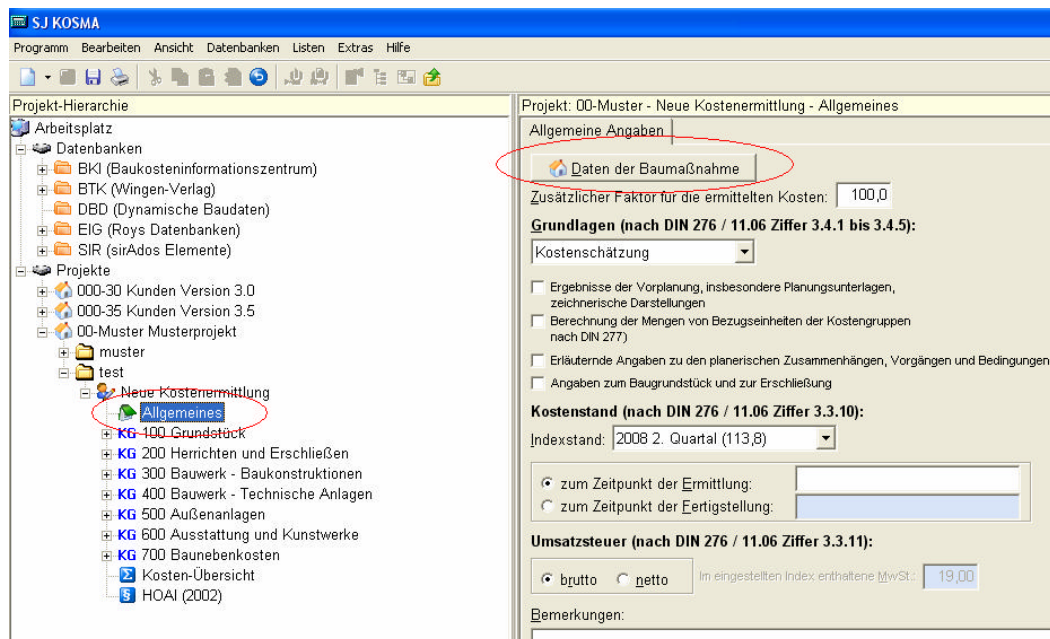 SJ KOSMA
Programm Bearbeiten Ansicht Datenbanken Listen Extras Hilfe
Projekt-Hierarchie
Arbeitsplatz
Datenbanken
BKI (Baukosteninformationszentrum)
BTK (Wingen-Verlag)
DBD (Dynamische Baudaten)
EIG (Roys Datenbanken)
SIR (sirAdos Elemente)
Projekte
000-30 Kunden Version 3.0
000-35 Kunden Version 3.5
00-Muster Musterprojekt
muster
test
Neue Kostenermittlung
Allgemeines
KG 100 Grundstück
KG 200 Herrichten und Erschließen
KG 300 Bauwerk - Baukonstruktionen
KG 400 Bauwerk - Technische Anlagen
KG 500 Außenanlagen
KG 600 Ausstattung und Kunstwerke
KG 700 Baunebenkosten
Σ Kosten-Übersicht
§ HOAI (2002)
Projekt: 00-Muster - Neue Kostenermittlung - Allgemeines
Allgemeine Angaben
Daten der Baumaßnahme
Zusätzlicher Faktor für die ermittelten Kosten: 100,0
Grundlagen (nach DIN 276 / 11.06 Ziffer 3.4.1 bis 3.4.5):
Kostenschätzung
Ergebnisse der Vorplanung, insbesondere Planungsunterlagen,
zeichnerische Darstellungen
Berechnung der Mengen von Bezugseinheiten der Kostengruppen
nach DIN 277)
Erläuternde Angaben zu den planerischen Zusammenhängen, Vorgängen und Bedingungen
Angaben zum Baugrundstück und zur Erschließung
Kostenstand (nach DIN 276 / 11.06 Ziffer 3.3.10):
Indexstand: 2008 2. Quartal (113,8)
zum Zeitpunkt der Ermittlung:
zum Zeitpunkt der Fertigstellung:
Umsatzsteuer (nach DIN 276 / 11.06 Ziffer 3.3.11):
brutto netto Im eingestellten Index enthaltene MwSt.: 19,00
Bemerkungen: